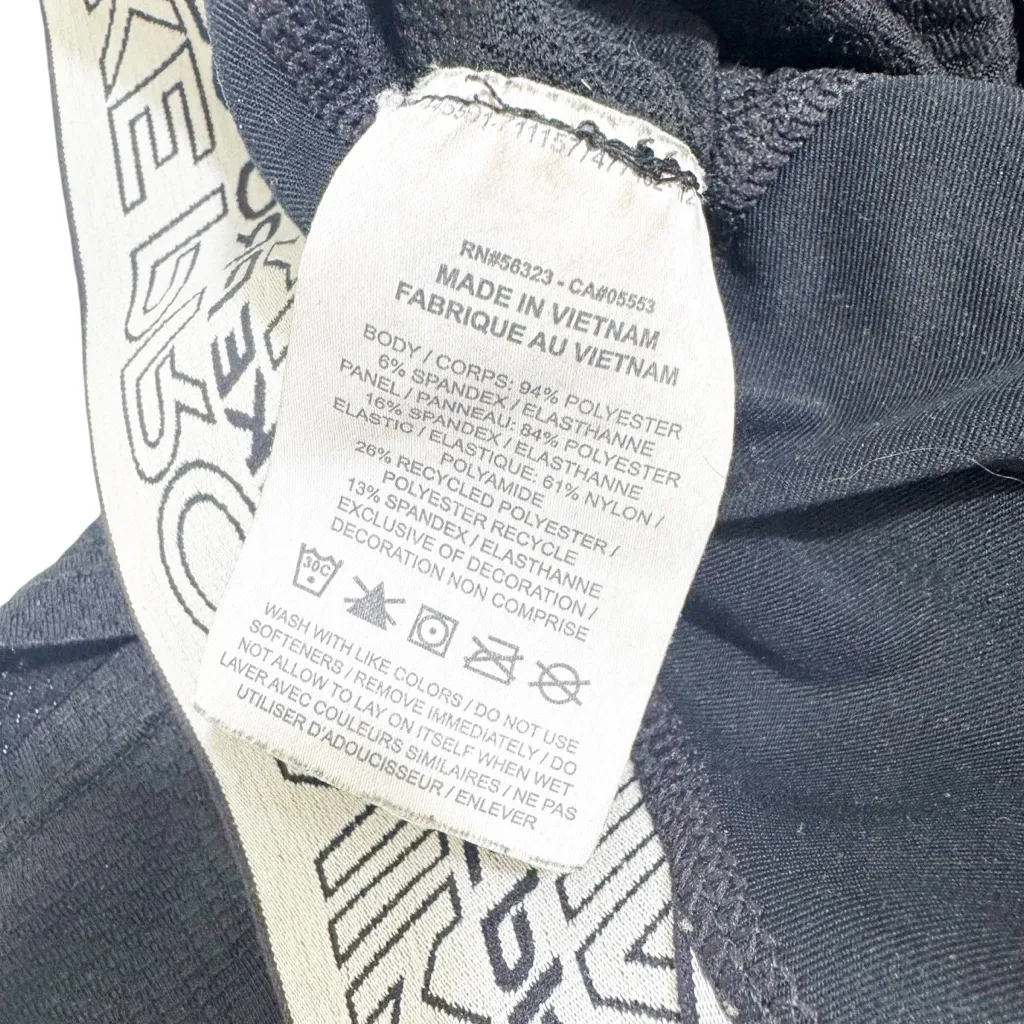 RN#56323 - CA#05553
MADE IN VIETNAM
FABRIQUE AU VIETNAM
BODY / CORPS: 94% POLYESTER
6% SPANDEX / ELASTHANNE
PANEL / PANNEAU: 84% POLYESTER
16% SPANDEX / ELASTHANNE
ELASTIC / ELASTIQUE: 61% NYLON /
POLYAMIDE
26% RECYCLED POLYESTER /
POLYESTER RECYCLE
13% SPANDEX / ELASTHANNE
EXCLUSIVE OF DECORATION /
DECORATION NON COMPRISE
30C
WASH WITH LIKE COLORS / DO NOT USE
SOFTENERS / REMOVE IMMEDIATELY / DO
NOT ALLOW TO LAY ON ITSELF WHEN WET
LAVER AVEC COULEURS SIMILAIRES / NE PAS
UTILISER D'ADOUCISSEUR / ENLEVER